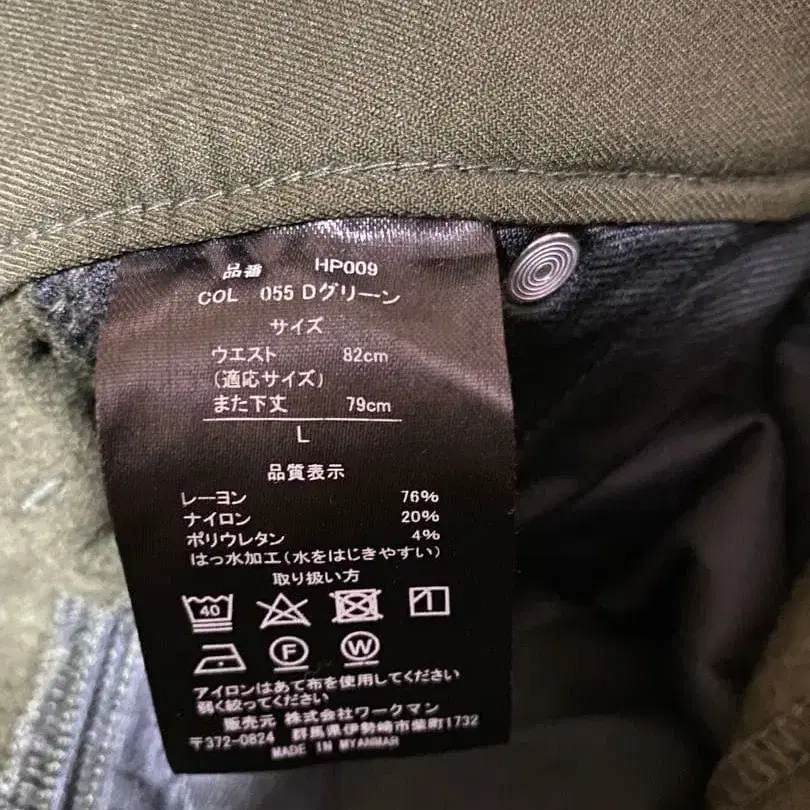 品番 HP009
COL 055 Dグリーン
サイズ
ウエスト 82cm
(適応サイズ)
また下丈 79cm
L
品質表示
レーヨン 76%
ナイロン 20%
ポリウレタン 4%
はっ水加工(水をはじきやすい)
取り扱い方
40
F W
アイロンはあて布を使用してください
弱く絞ってください
販売元 株式会社ワークマン
〒372-0824 群馬県伊勢崎市柴町1732
MADE IN MYANMAR